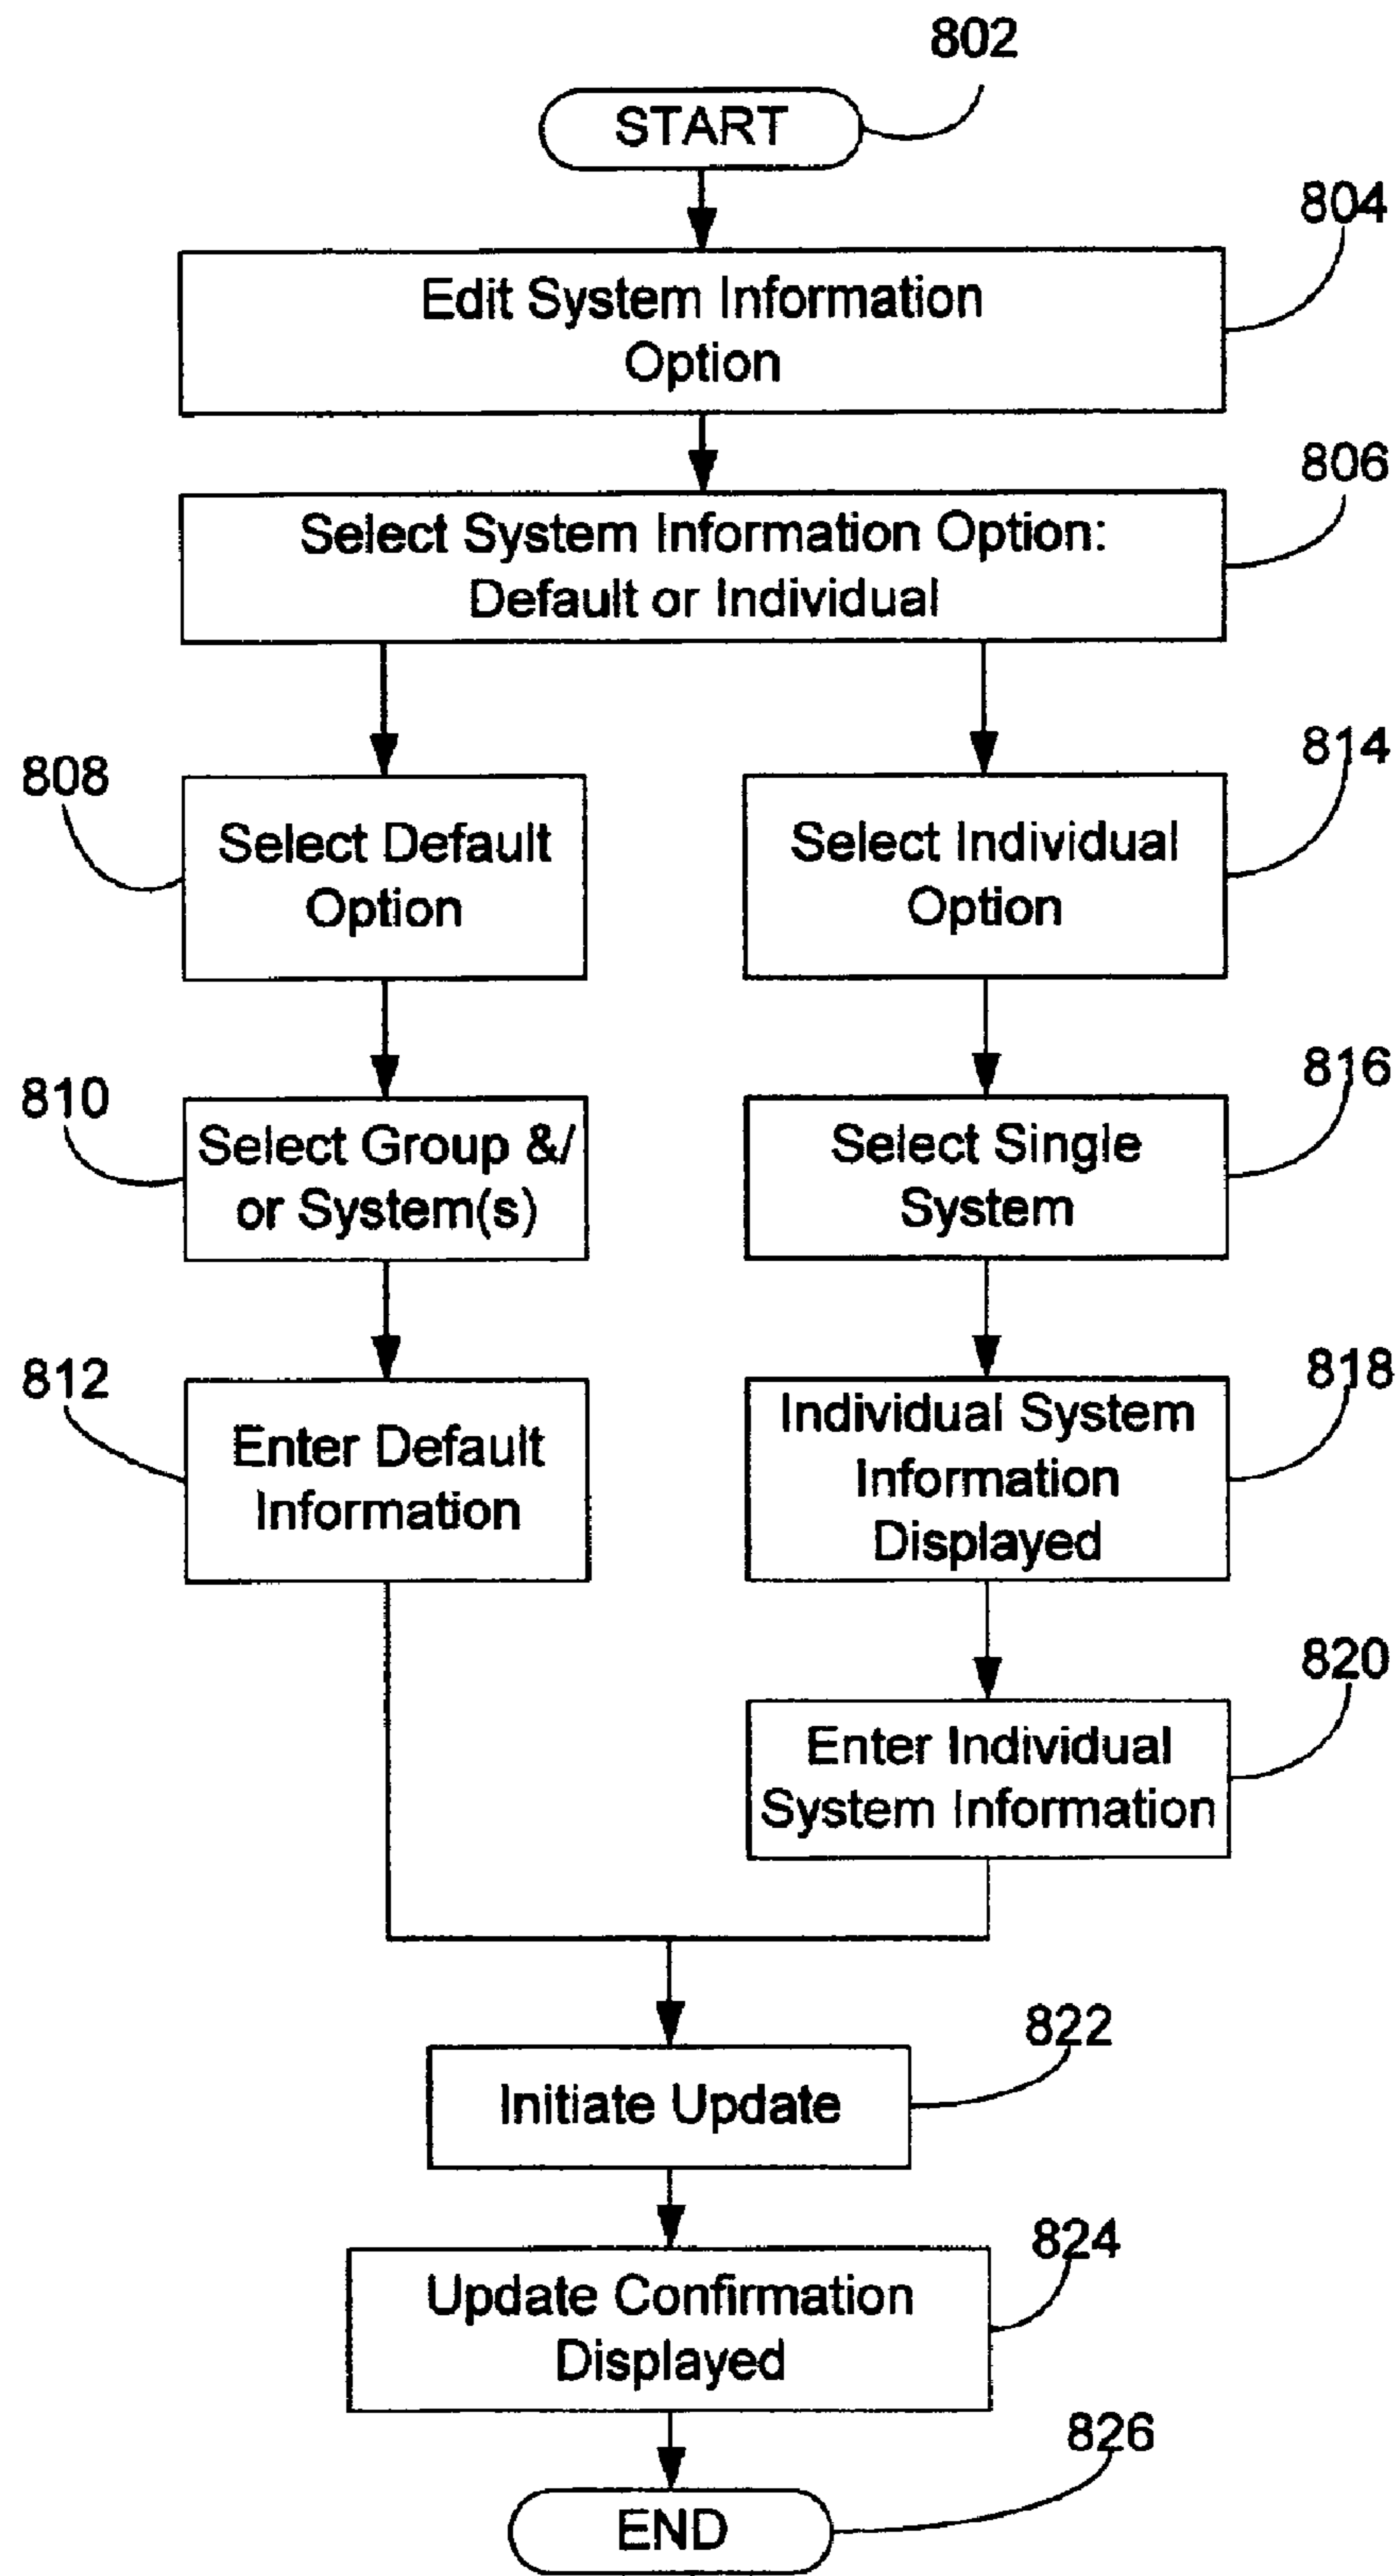 802
START
804
Edit System Information
Option
806
Select System Information Option:
Default or Individual
808
Select Default
Option
814
Select Individual
Option
810
Select Group &/
or System(s)
816
Select Single
System
812
Enter Default
Information
818
Individual System
Information
Displayed
820
Enter Individual
System Information
822
Initiate Update
824
Update Confirmation
Displayed
826
END